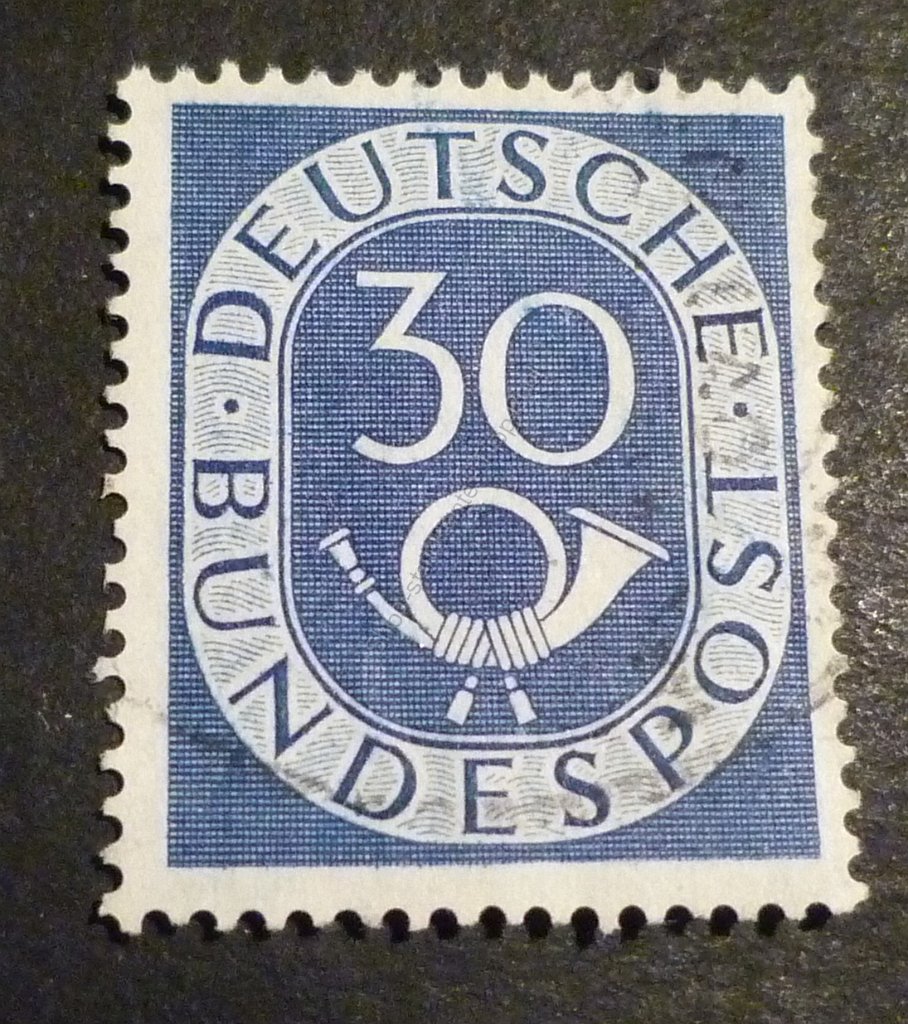 DEUTSCHE
30
· BUNDESPOST ·